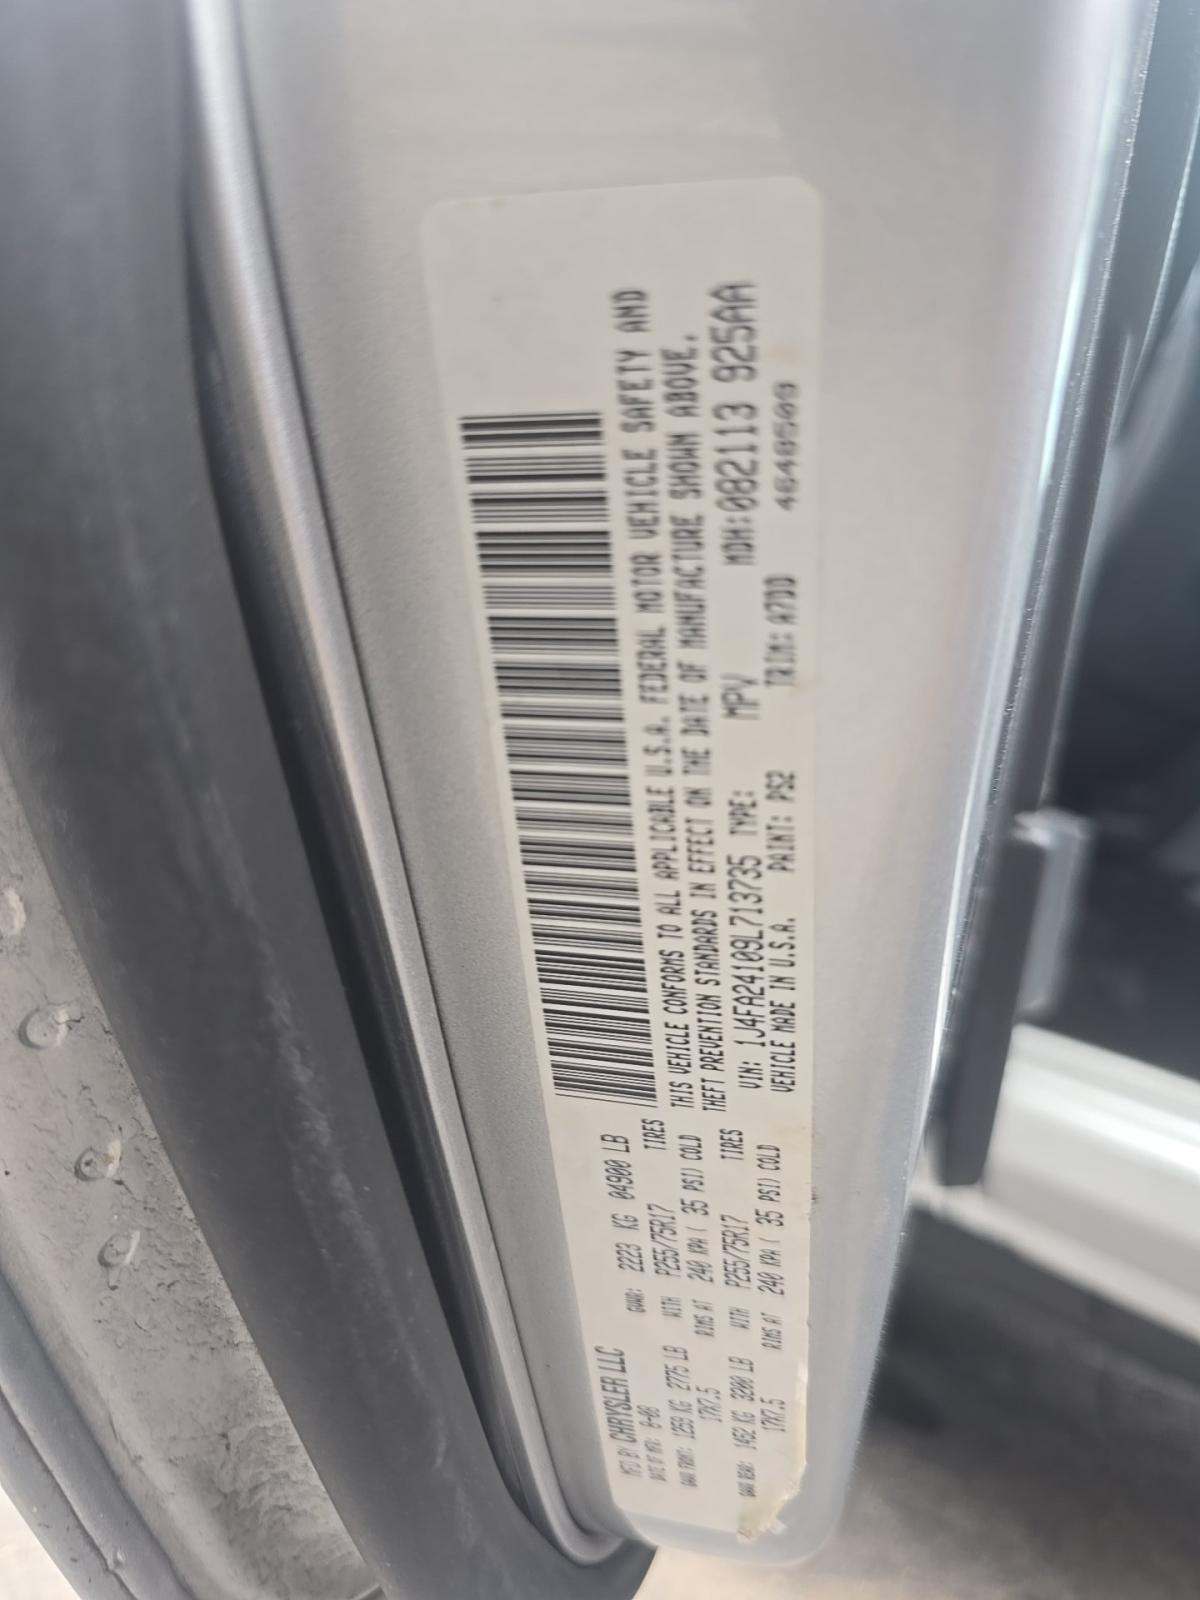 MFD BY CHRYSLER LLC GVWR: 2223 KG 04900 LB
DATE OF MFR: 8-08 WITH P255/75R17 TIRES
GAWR FRONT: 1259 KG 2775 LB RIMS AT 240 KPA ( 35 PSI) COLD
17X7.5
GAWR REAR: 1452 KG 3200 LB WITH P255/75R17 TIRES
17X7.5 RIMS AT 240 KPA ( 35 PSI) COLD
THIS VEHICLE CONFORMS TO ALL APPLICABLE U.S.A. FEDERAL MOTOR VEHICLE SAFETY AND
THEFT PREVENTION STANDARDS IN EFFECT ON THE DATE OF MANUFACTURE SHOWN ABOVE.
VIN: 1J4FA24109L713735 TYPE: MPV MDH:082113 925AA
VEHICLE MADE IN U.S.A. PAINT: PS2 TRIM: A7DD 4648509